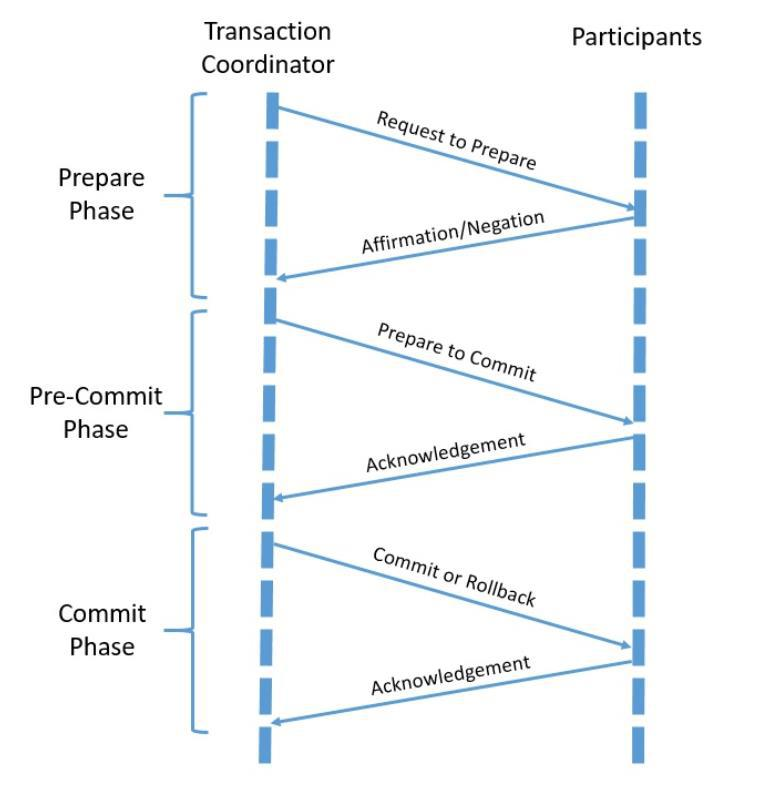 Transaction
Coordinator
Participants
Prepare
Phase
Request to Prepare
Affirmation/Negation
Pre-Commit
Phase
Prepare to Commit
Acknowledgement
Commit
Phase
Commit or Rollback
Acknowledgement